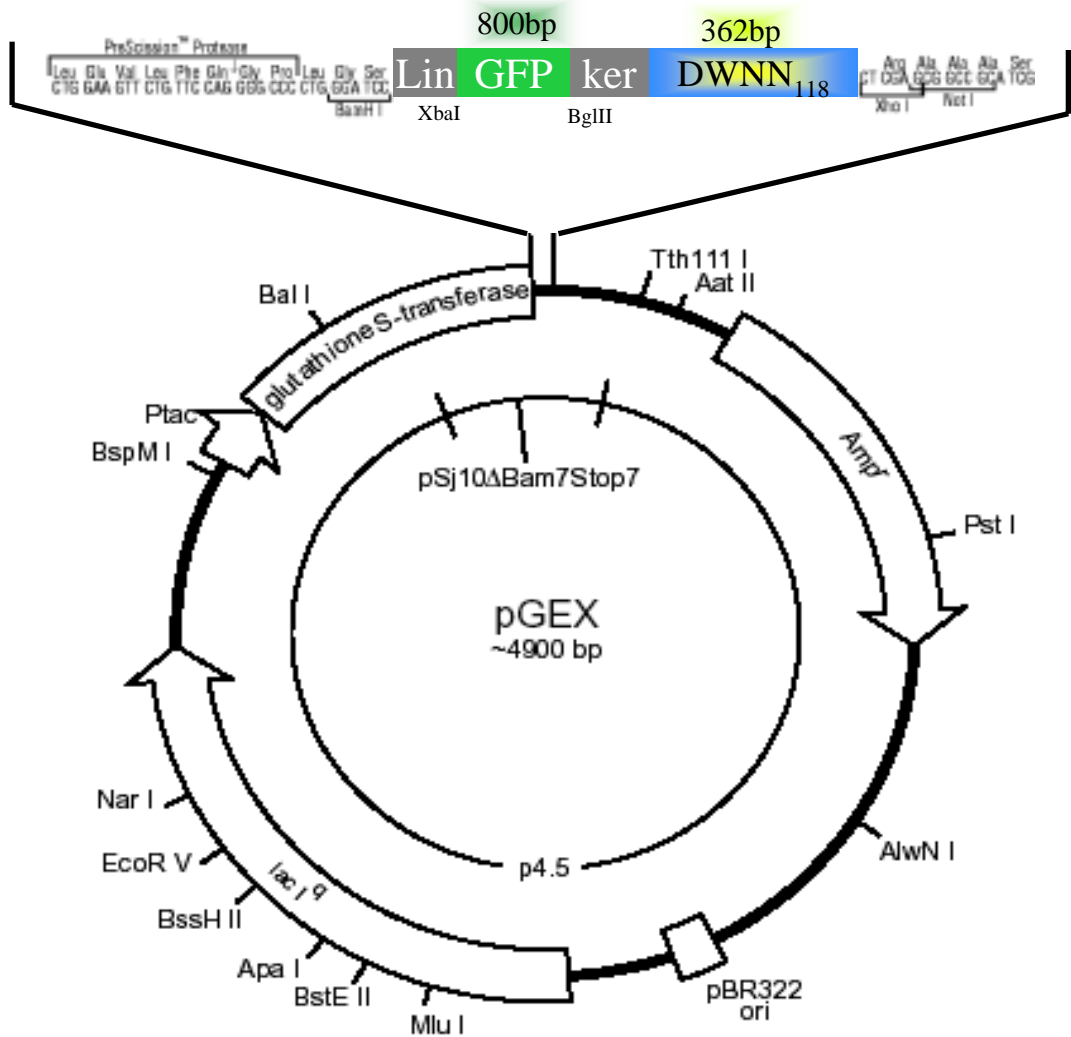 800bp
362bp
PreScission™ Protease
Leu Glu Val Leu Phe Gln Gly Pro Leu Gly Ser
CTG GAA GTT CTG TTC CAG GGG CCC CTG GGA TCC
BamH I
Lin GFP ker DWNN118
XbaI
BglII
Arg Ala Ala Ala Ser
CT CGA GCG GCC GCA TCG
Xho I
Not I
Tth111 I
Aat II
Bal I
glutathione S-transferase
Ptac
BspM I
Ampr
pSj10ΔBam7Stop7
Pst I
pGEX
~4900 bp
Nar I
EcoR V
BssH II
Apa I
BstE II
Mlu I
lac Iq
p4.5
AlwN I
pBR322
ori